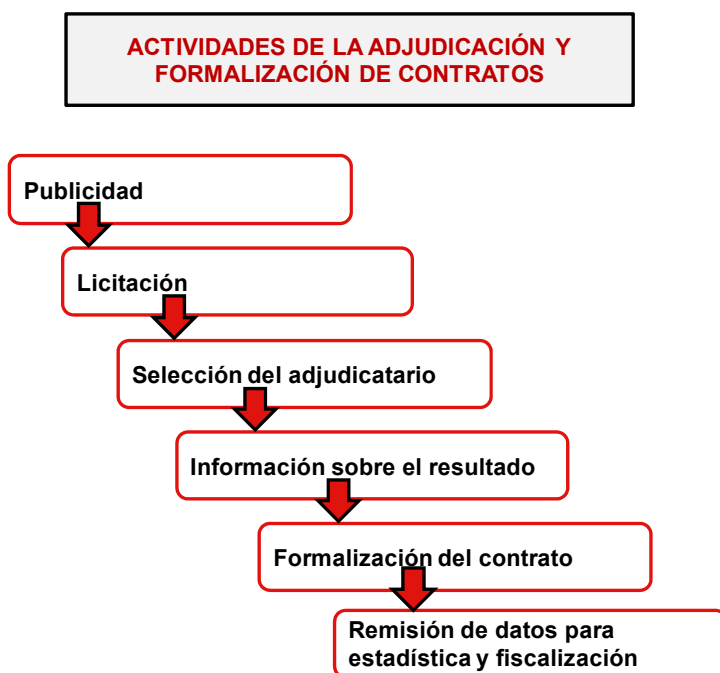 ACTIVIDADES DE LA ADJUDICACIÓN Y
FORMALIZACIÓN DE CONTRATOS
Publicidad
Licitación
Selección del adjudicatario
Información sobre el resultado
Formalización del contrato
Remisión de datos para
estadística y fiscalización